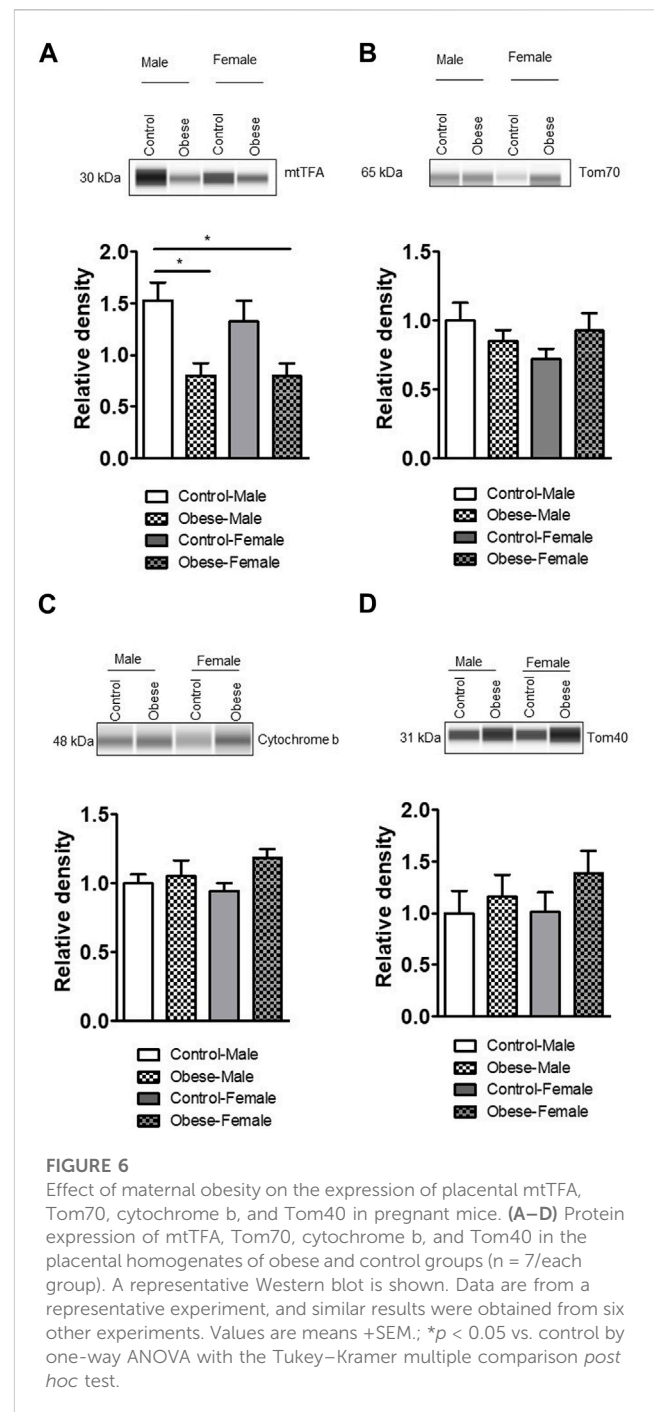 A
Male Female
Control
Obese
Control
Obese
30 kDa mtTFA
* 
*
Relative density
2.0
1.5
1.0
0.5
0.0
Control-Male
Obese-Male
Control-Female
Obese-Female
B
Male Female
Control
Obese
Control
Obese
65 kDa Tom70
Relative density
1.5
1.0
0.5
0.0
Control-Male
Obese-Male
Control-Female
Obese-Female
C
Male Female
Control
Obese
Control
Obese
48 kDa Cytochrome b
Relative density
1.5
1.0
0.5
0.0
Control-Male
Obese-Male
Control-Female
Obese-Female
D
Male Female
Control
Obese
Control
Obese
31 kDa Tom40
Relative density
2.0
1.5
1.0
0.5
0.0
Control-Male
Obese-Male
Control-Female
Obese-Female
FIGURE 6
Effect of maternal obesity on the expression of placental mtTFA,
Tom70, cytochrome b, and Tom40 in pregnant mice. (A–D) Protein
expression of mtTFA, Tom70, cytochrome b, and Tom40 in the
placental homogenates of obese and control groups (n = 7/each
group). A representative Western blot is shown. Data are from a
representative experiment, and similar results were obtained from six
other experiments. Values are means +SEM.; *p < 0.05 vs. control by
one-way ANOVA with the Tukey–Kramer multiple comparison post
hoc test.